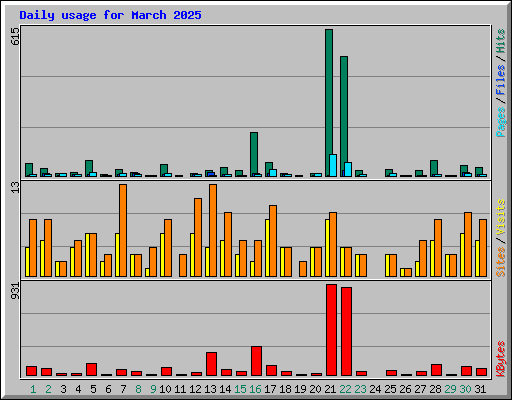 Daily usage for March 2025
615
Pages / Files / Hits
13
Sites / Visits
931
KBytes
1 2 3 4 5 6 7 8 9 10 11 12 13 14 15 16 17 18 19 20 21 22 23 24 25 26 27 28 29 30 31